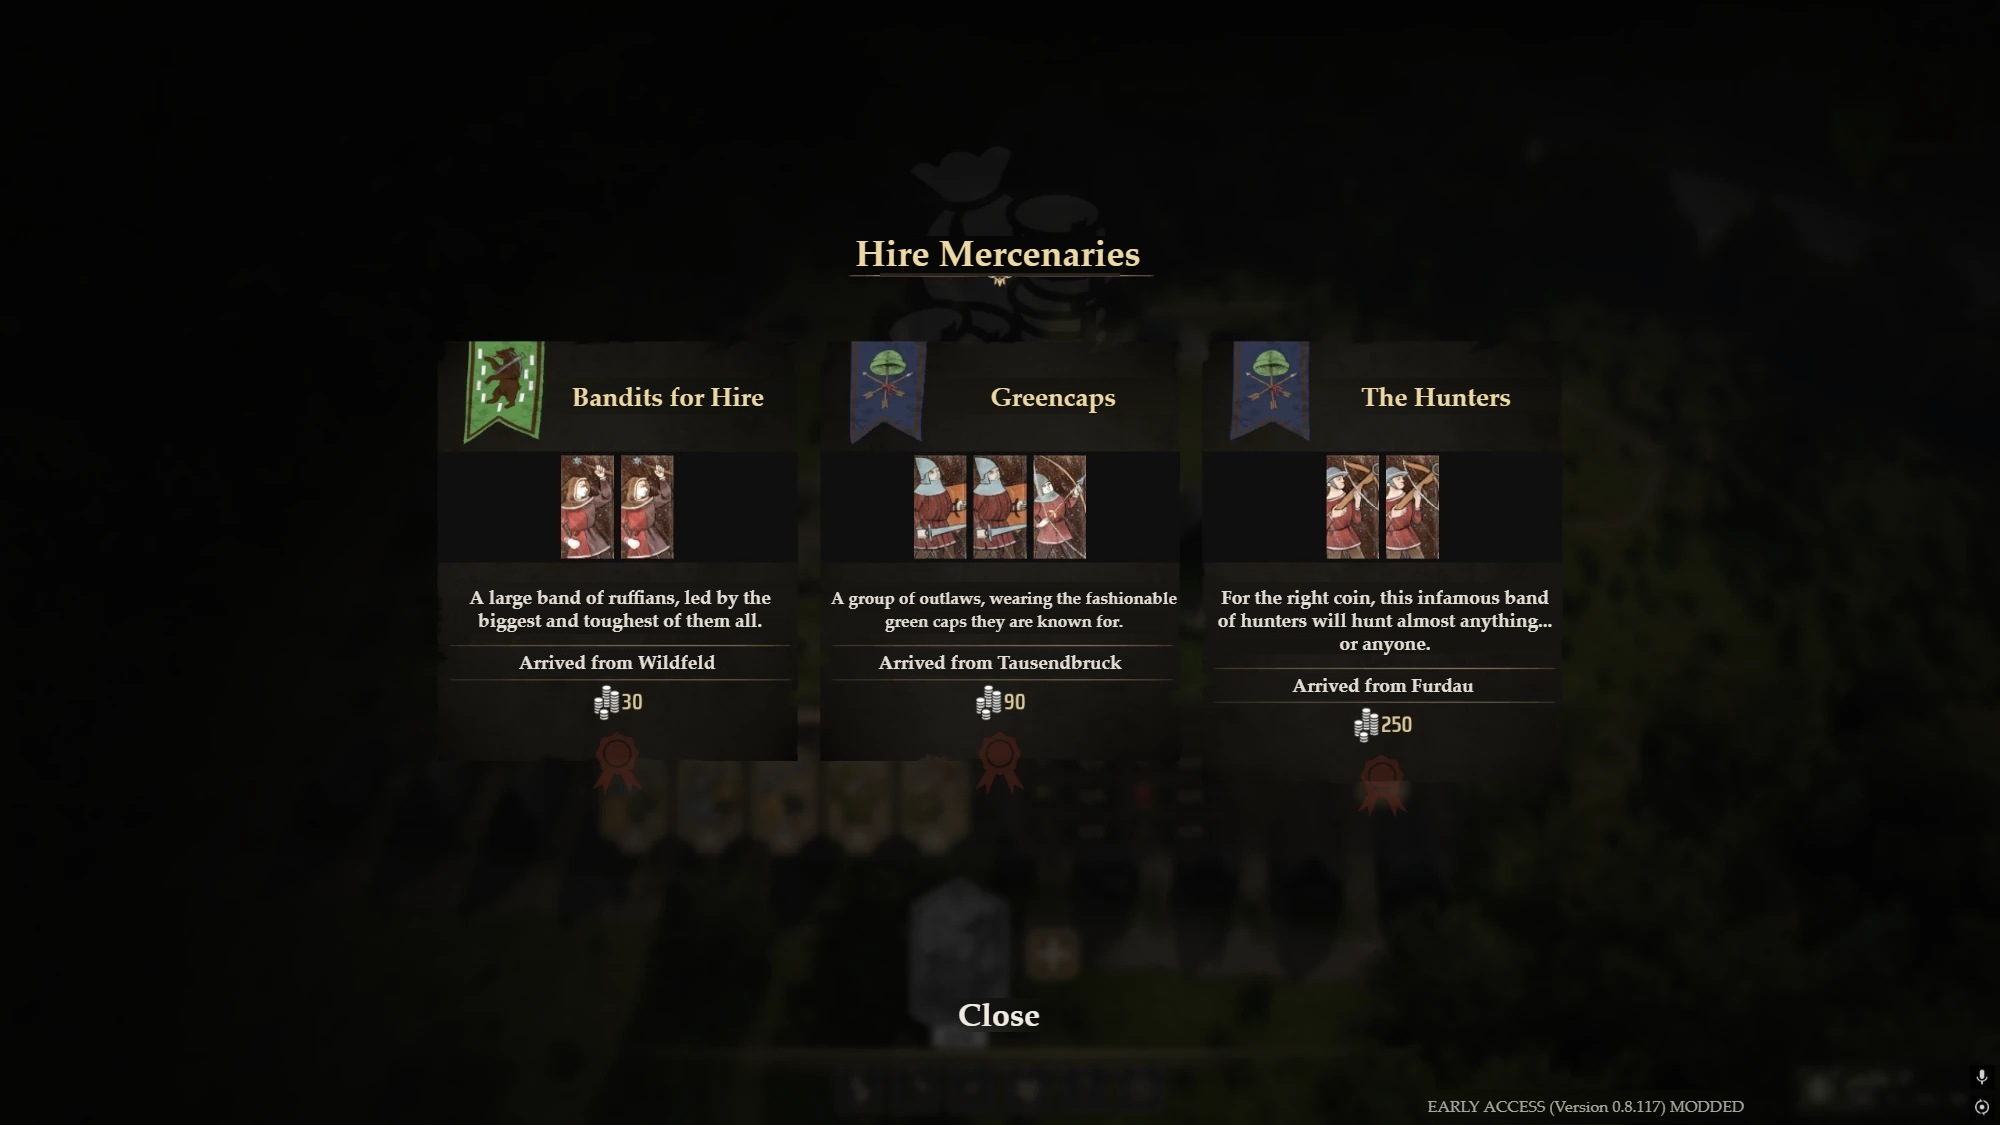 Hire Mercenaries
Bandits for Hire
A large band of ruffians, led by the
biggest and toughest of them all.
Arrived from Wildfeld
30
Greencaps
A group of outlaws, wearing the fashionable
green caps they are known for.
Arrived from Tausendbruck
90
The Hunters
For the right coin, this infamous band
of hunters will hunt almost anything...
or anyone.
Arrived from Furdau
250
Close
EARLY ACCESS (Version 0.8.117) MODDED